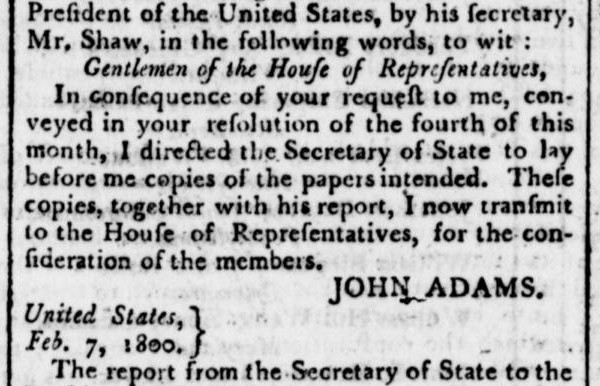 Preſident of the United States, by his ſecretary,
Mr. Shaw, in the following words, to wit:
Gentlemen of the Houſe of Repreſentatives,
In conſequence of your requeſt to me, con-
veyed in your reſolution of the fourth of this
month, I directed the Secretary of State to lay
before me copies of the papers intended. Theſe
copies, together with his report, I now tranſmit
to the Houſe of Repreſentatives, for the con-
ſideration of the members.
JOHN ADAMS.
United States,
Feb. 7, 1800.
The report from the Secretary of State to the